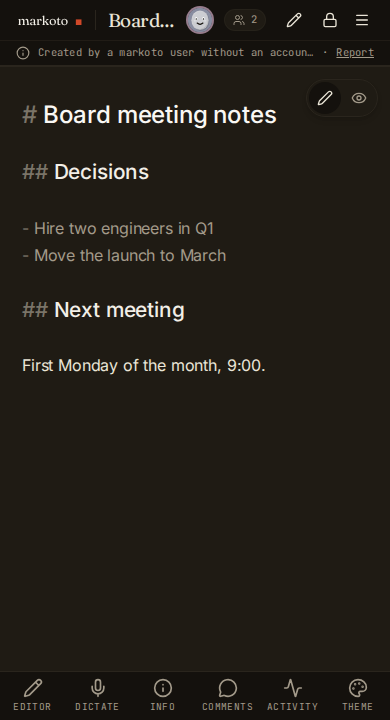 markoto
Board...
2
Created by a markoto user without an accoun… · Report
# Board meeting notes
## Decisions
- Hire two engineers in Q1
- Move the launch to March
## Next meeting
First Monday of the month, 9:00.
EDITOR DICTATE INFO COMMENTS ACTIVITY THEME